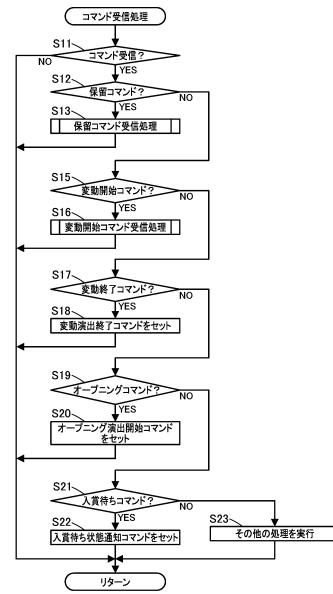 コマンド受信処理
S11
コマンド受信？
NO
YES
S12
保留コマンド？
NO
YES
S13
保留コマンド受信処理
S15
変動開始コマンド？
NO
YES
S16
変動開始コマンド受信処理
S17
変動終了コマンド？
NO
YES
S18
変動演出終了コマンドをセット
S19
オープニングコマンド？
NO
YES
S20
オープニング演出開始コマンド
をセット
S21
入賞待ちコマンド？
NO
YES
S22
入賞待ち状態通知コマンドをセット
S23
その他の処理を実行
リターン